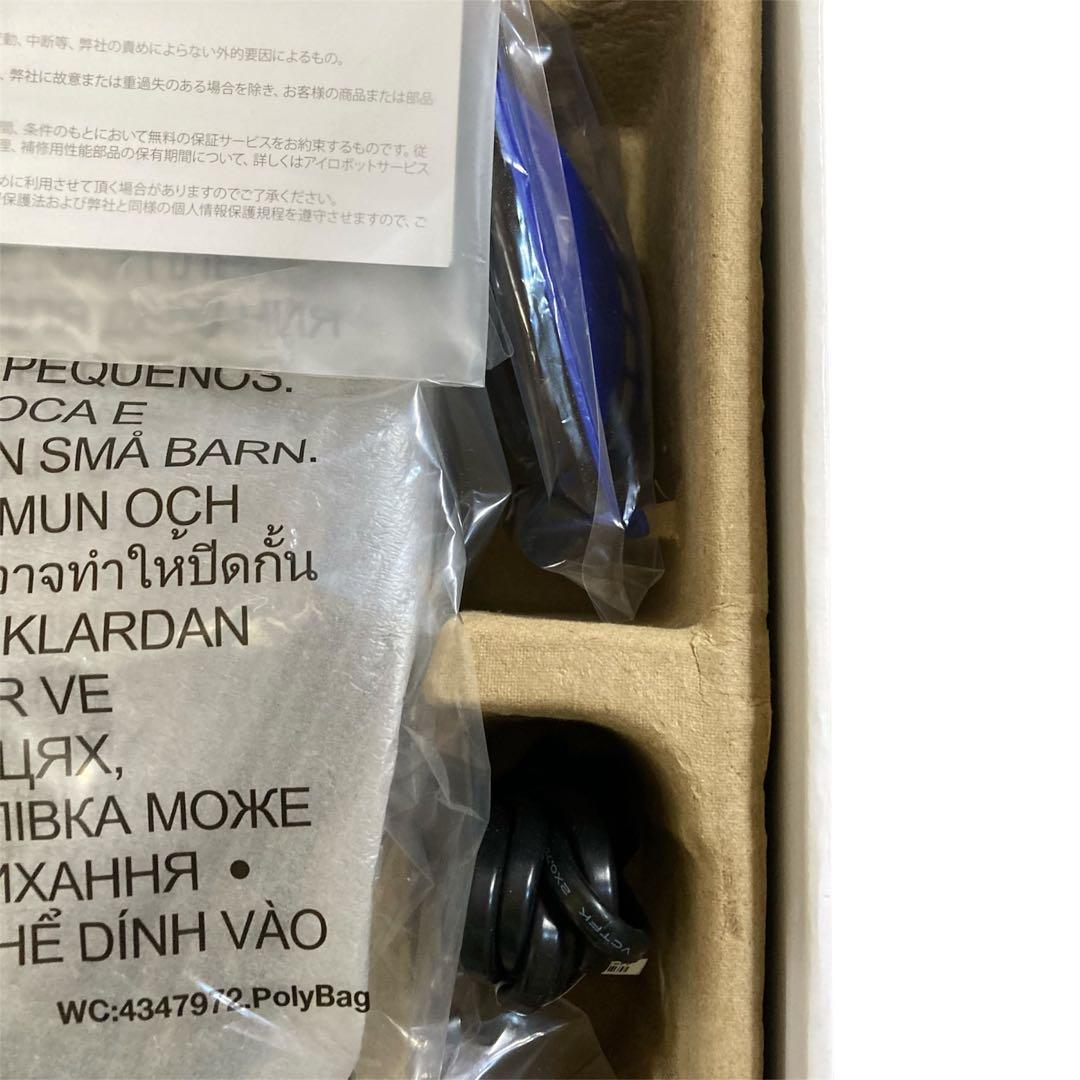 動、中断等、弊社の責めによらない外的要因によるもの。
、弊社に故意または重過失のある場合を除き、お客様の商品または部品
間、条件のもとにおいて無料の保証サービスをお約束するものです。従
理、補修用性能部品の保有期間について、詳しくはアイロボットサービス
めに利用させて頂く場合がありますのでご了承ください。
保護法および弊社と同様の個人情報保護規程を遵守させますので、ご
PEQUENOS.
OCA E
N SMÅ BARN.
MUN OCH
อาจทำให้ปิดกั้น
KLARDAN
R VE
ЦЯХ,
ПІВКА МОЖЕ
ИХАННЯ •
HỂ DÍNH VÀO
WC:4347972.PolyBag
VCTFK 2X0.